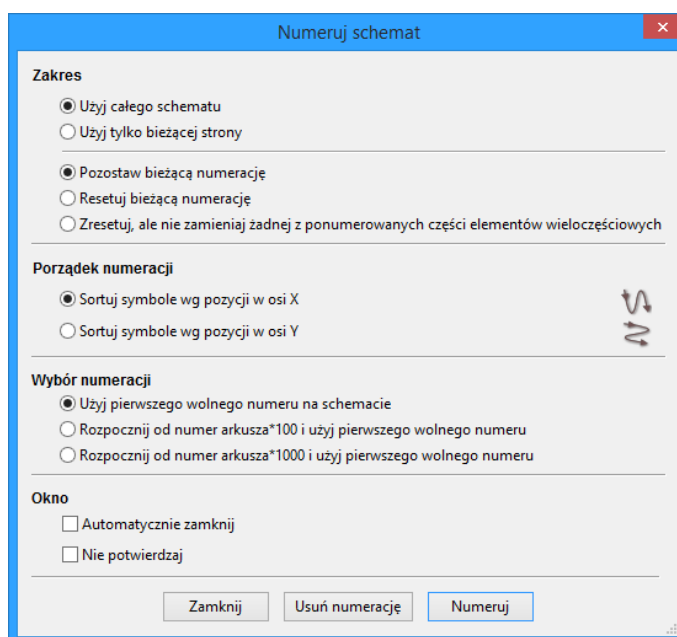 Numeruj schemat
Zakres
Użyj całego schematu
Użyj tylko bieżącej strony
Pozostaw bieżącą numerację
Resetuj bieżącą numerację
Zresetuj, ale nie zamieniaj żadnej z ponumerowanych części elementów wieloczęściowych
Porządek numeracji
Sortuj symbole wg pozycji w osi X
Sortuj symbole wg pozycji w osi Y
Wybór numeracji
Użyj pierwszego wolnego numeru na schemacie
Rozpocznij od numer arkusza*100 i użyj pierwszego wolnego numeru
Rozpocznij od numer arkusza*1000 i użyj pierwszego wolnego numeru
Okno
Automatycznie zamknij
Nie potwierdzaj
Zamknij Usuń numerację Numeruj